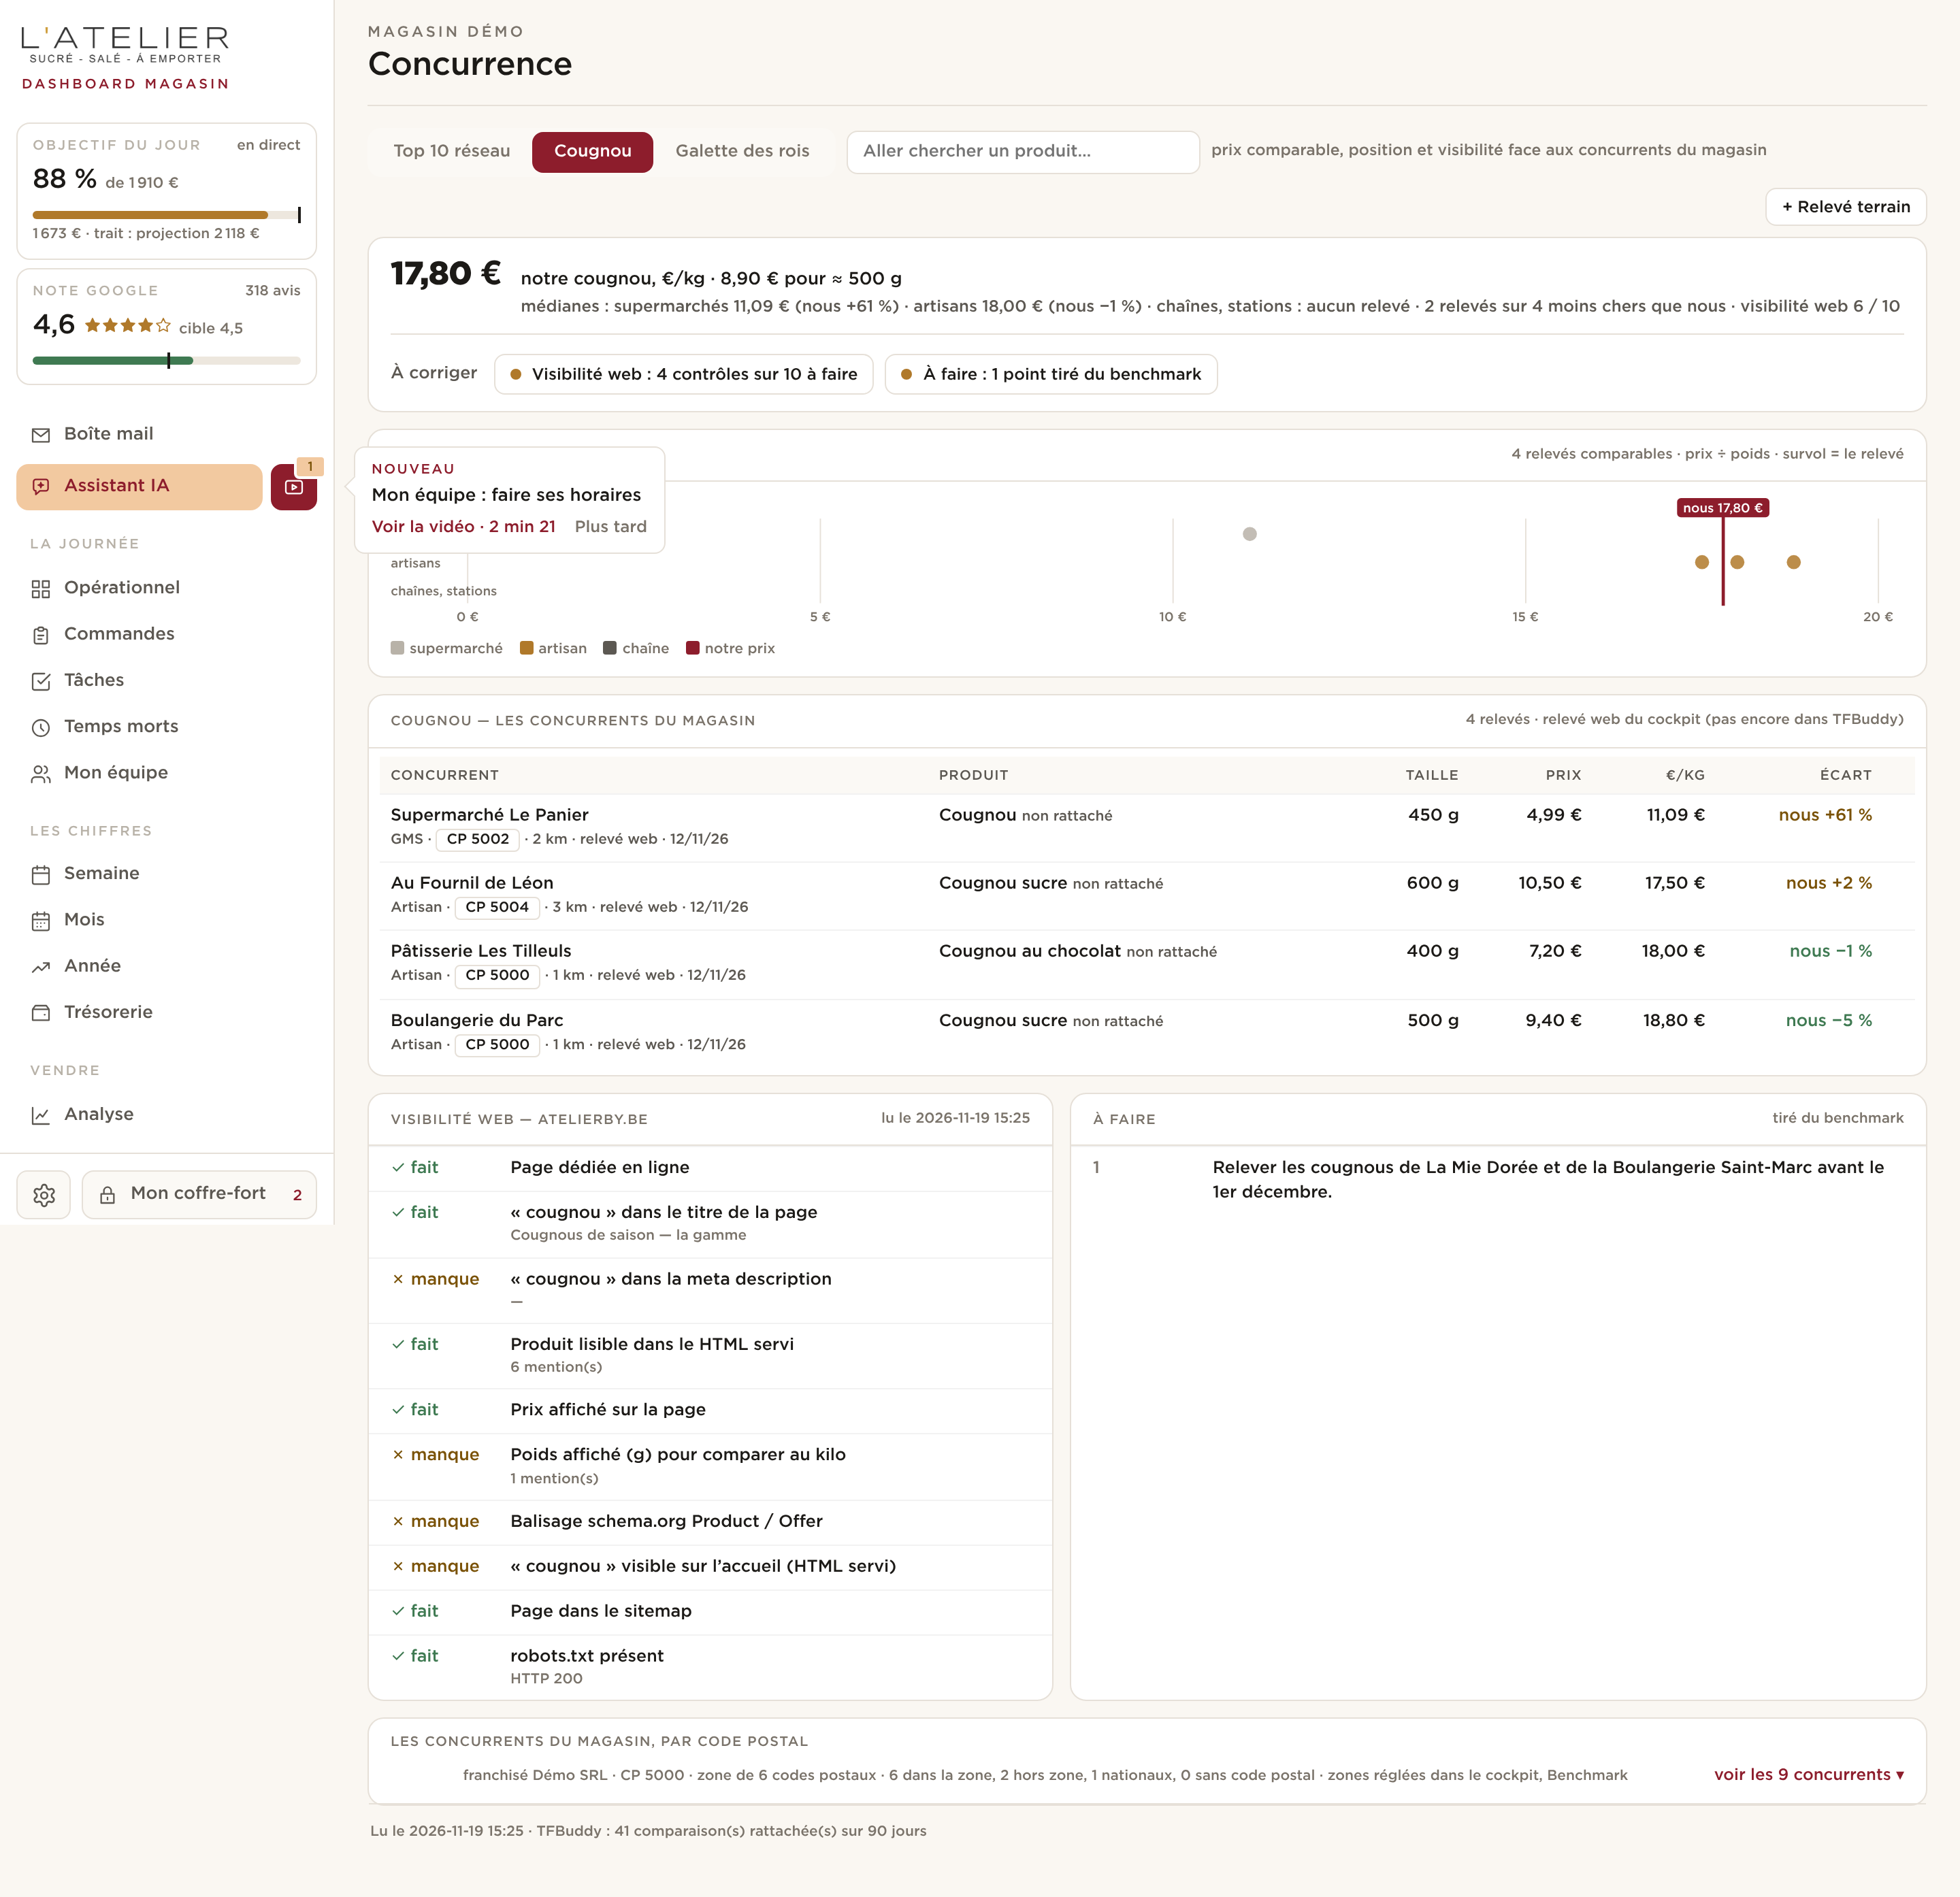 L'ATELIER
SUCRÉ - SALÉ - À EMPORTER
DASHBOARD MAGASIN
OBJECTIF DU JOUR en direct
88 % de 1 910 €
1 673 € · trait : projection 2 118 €
NOTE GOOGLE 318 avis
4,6 cible 4,5
Boîte mail
Assistant IA 1
LA JOURNÉE
Opérationnel
Commandes
Tâches
Temps morts
Mon équipe
LES CHIFFRES
Semaine
Mois
Année
Trésorerie
VENDRE
Analyse
Mon coffre-fort 2
MAGASIN DÉMO
Concurrence
Top 10 réseau Cougnou Galette des rois Aller chercher un produit... prix comparable, position et visibilité face aux concurrents du magasin
+ Relevé terrain
17,80 € notre cougnou, €/kg · 8,90 € pour ≈ 500 g
médianes : supermarchés 11,09 € (nous +61 %) · artisans 18,00 € (nous −1 %) · chaînes, stations : aucun relevé · 2 relevés sur 4 moins chers que nous · visibilité web 6 / 10
À corriger Visibilité web : 4 contrôles sur 10 à faire À faire : 1 point tiré du benchmark
4 relevés comparables · prix ÷ poids · survol = le relevé
NOUVEAU
Mon équipe : faire ses horaires
Voir la vidéo · 2 min 21 Plus tard
nous 17,80 €
artisans
chaînes, stations
0 € 5 € 10 € 15 € 20 €
supermarché artisan chaîne notre prix
COUGNOU — LES CONCURRENTS DU MAGASIN 4 relevés · relevé web du cockpit (pas encore dans TFBuddy)
CONCURRENT PRODUIT TAILLE PRIX €/KG ÉCART
Supermarché Le Panier Cougnou non rattaché 450 g 4,99 € 11,09 € nous +61 %
GMS · CP 5002 · 2 km · relevé web · 12/11/26
Au Fournil de Léon Cougnou sucre non rattaché 600 g 10,50 € 17,50 € nous +2 %
Artisan · CP 5004 · 3 km · relevé web · 12/11/26
Pâtisserie Les Tilleuls Cougnou au chocolat non rattaché 400 g 7,20 € 18,00 € nous −1 %
Artisan · CP 5000 · 1 km · relevé web · 12/11/26
Boulangerie du Parc Cougnou sucre non rattaché 500 g 9,40 € 18,80 € nous −5 %
Artisan · CP 5000 · 1 km · relevé web · 12/11/26
VISIBILITÉ WEB — ATELIERBY.BE lu le 2026-11-19 15:25
✓ fait Page dédiée en ligne
✓ fait « cougnou » dans le titre de la page
Cougnous de saison — la gamme
× manque « cougnou » dans la meta description
—
✓ fait Produit lisible dans le HTML servi
6 mention(s)
✓ fait Prix affiché sur la page
× manque Poids affiché (g) pour comparer au kilo
1 mention(s)
× manque Balisage schema.org Product / Offer
× manque « cougnou » visible sur l’accueil (HTML servi)
✓ fait Page dans le sitemap
✓ fait robots.txt présent
HTTP 200
À FAIRE tiré du benchmark
1 Relever les cougnous de La Mie Dorée et de la Boulangerie Saint-Marc avant le
1er décembre.
LES CONCURRENTS DU MAGASIN, PAR CODE POSTAL
franchisé Démo SRL · CP 5000 · zone de 6 codes postaux · 6 dans la zone, 2 hors zone, 1 nationaux, 0 sans code postal · zones réglées dans le cockpit, Benchmark voir les 9 concurrents ▾
Lu le 2026-11-19 15:25 · TFBuddy : 41 comparaison(s) rattachée(s) sur 90 jours